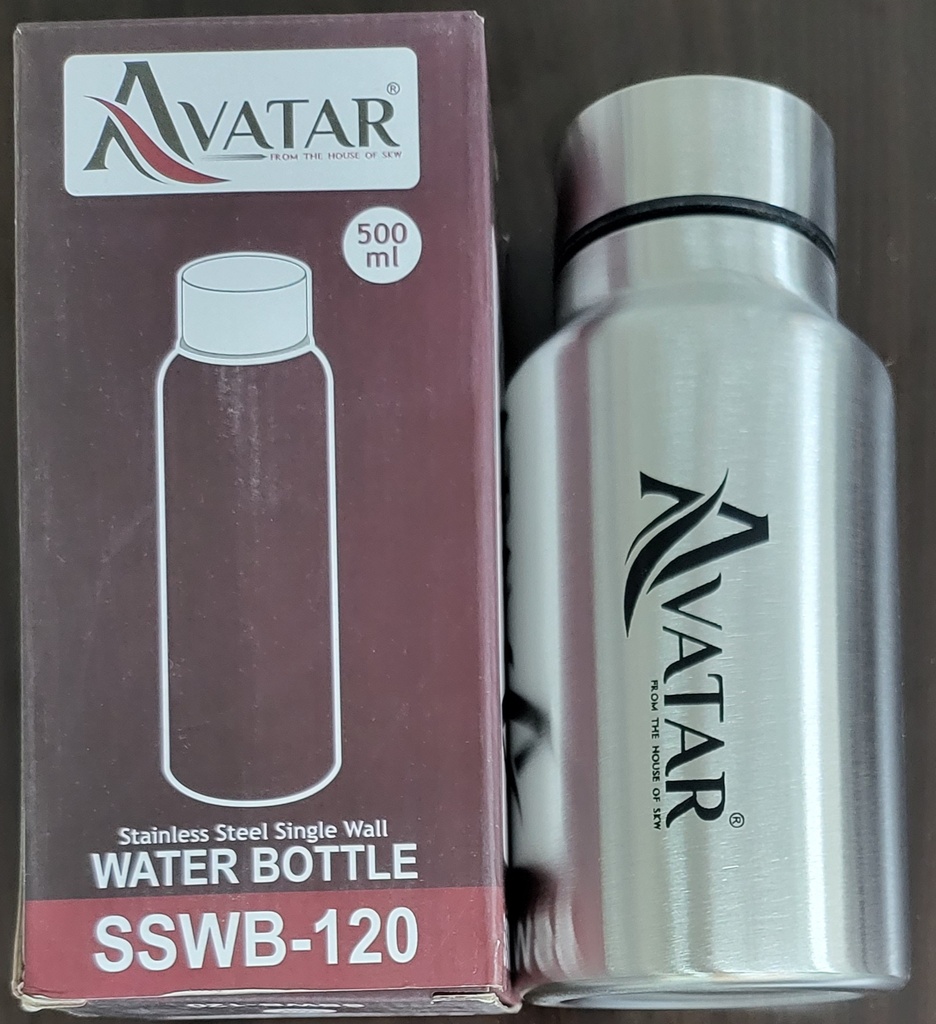 AVATAR®
FROM THE HOUSE OF SKW
500
ml
Stainless Steel Single Wall
WATER BOTTLE
SSWB-120
AVATAR®
FROM THE HOUSE OF SKW